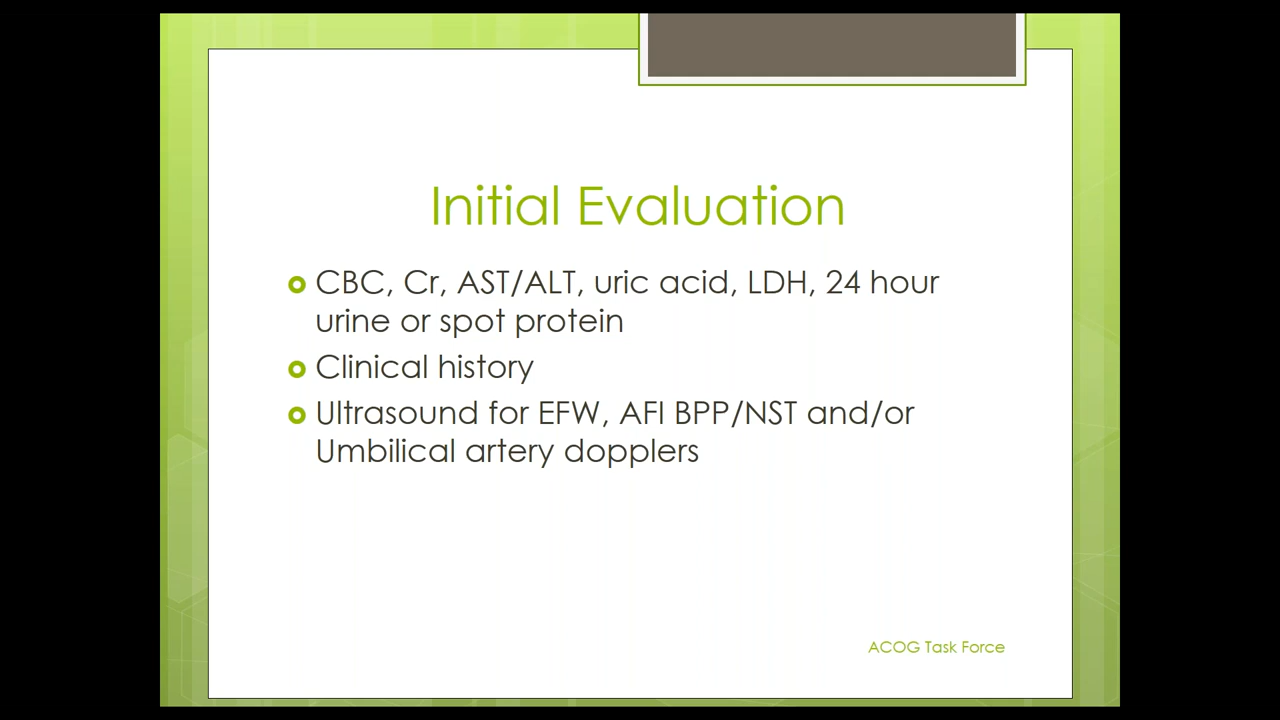 Initial Evaluation
CBC, Cr, AST/ALT, uric acid, LDH, 24 hour
urine or spot protein
Clinical history
Ultrasound for EFW, AFI BPP/NST and/or
Umbilical artery dopplers
ACOG Task Force